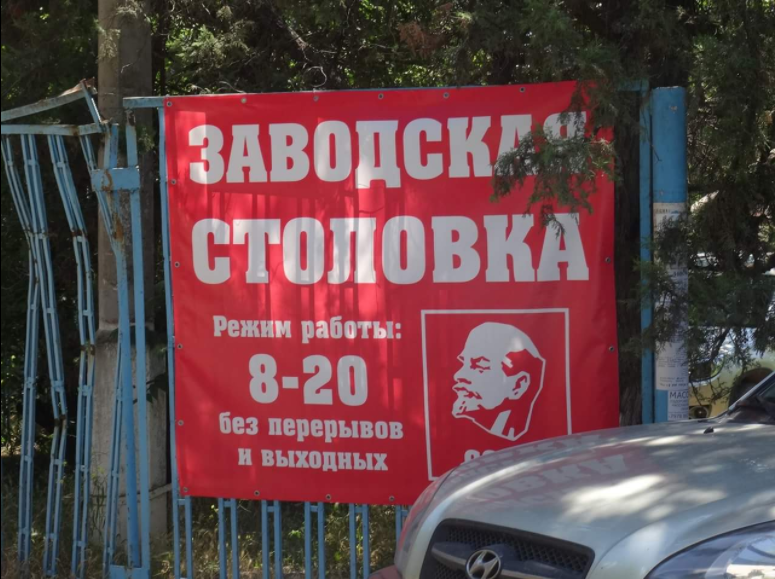 ЗАВОДСКАЯ
СТОЛОВКА
Режим работы:
8-20
без перерывов
и выходных